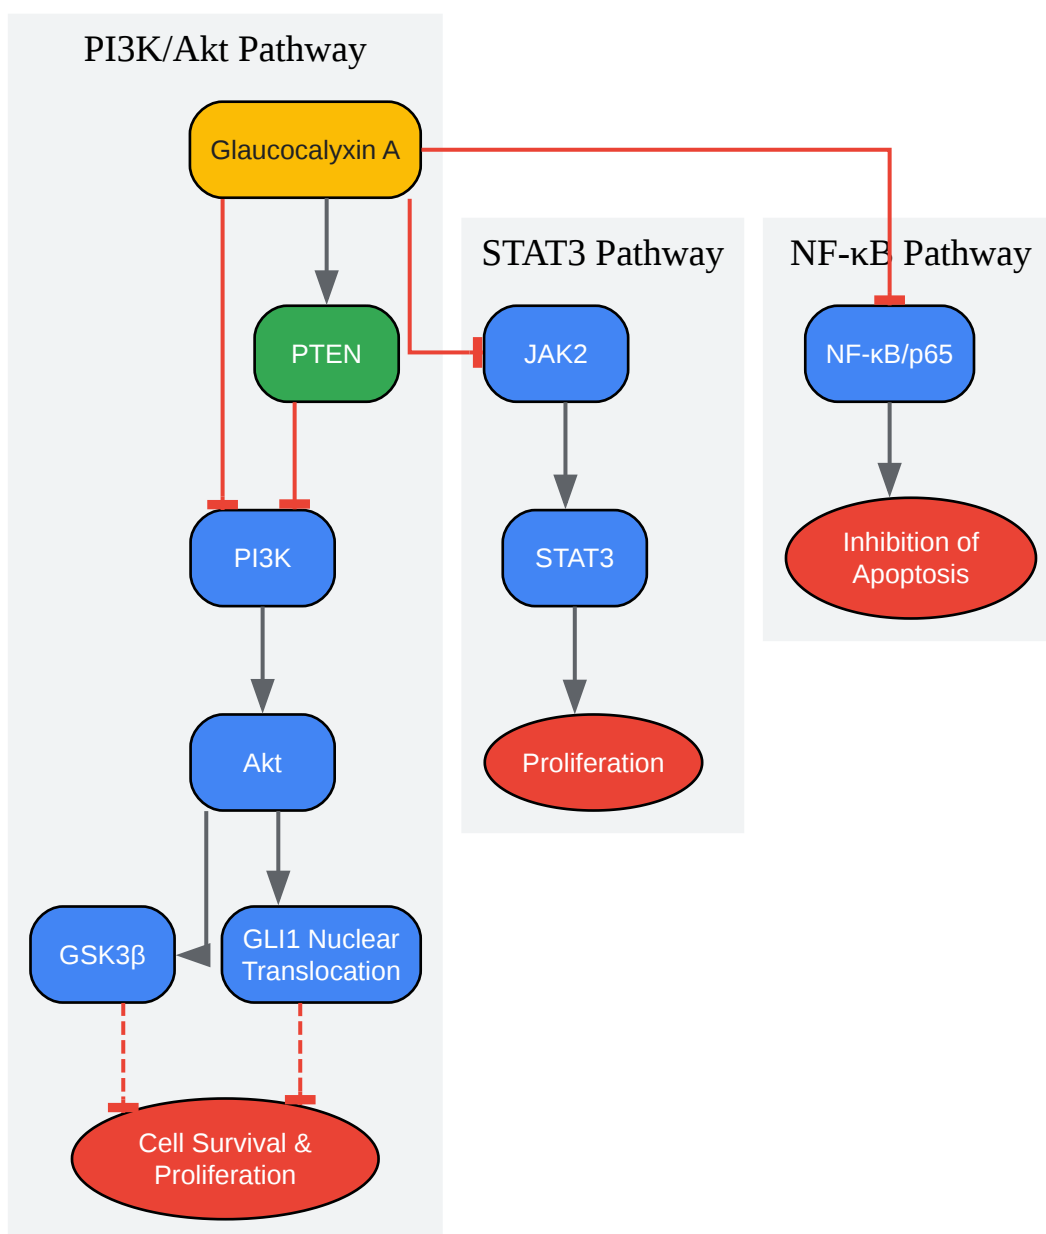 PI3K/Akt Pathway
Glaucocalyxin A
STAT3 Pathway
NF-κB Pathway
PTEN
JAK2
NF-κB/p65
PI3K
STAT3
Inhibition of
Apoptosis
Akt
Proliferation
GSK3β
GLI1 Nuclear
Translocation
Cell Survival &
Proliferation